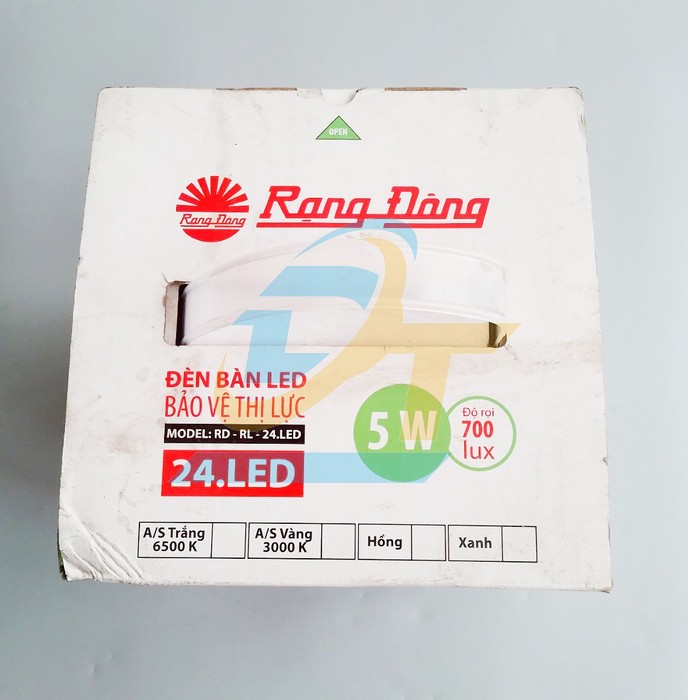 OPEN
Rạng Đông
Rạng Đông
ĐÈN BÀN LED
BẢO VỆ THỊ LỰC
MODEL: RD - RL - 24.LED
24.LED
5 W
Độ rọi
700
lux
A/S Trắng
6500 K
A/S Vàng
3000 K
Hồng
Xanh
DT